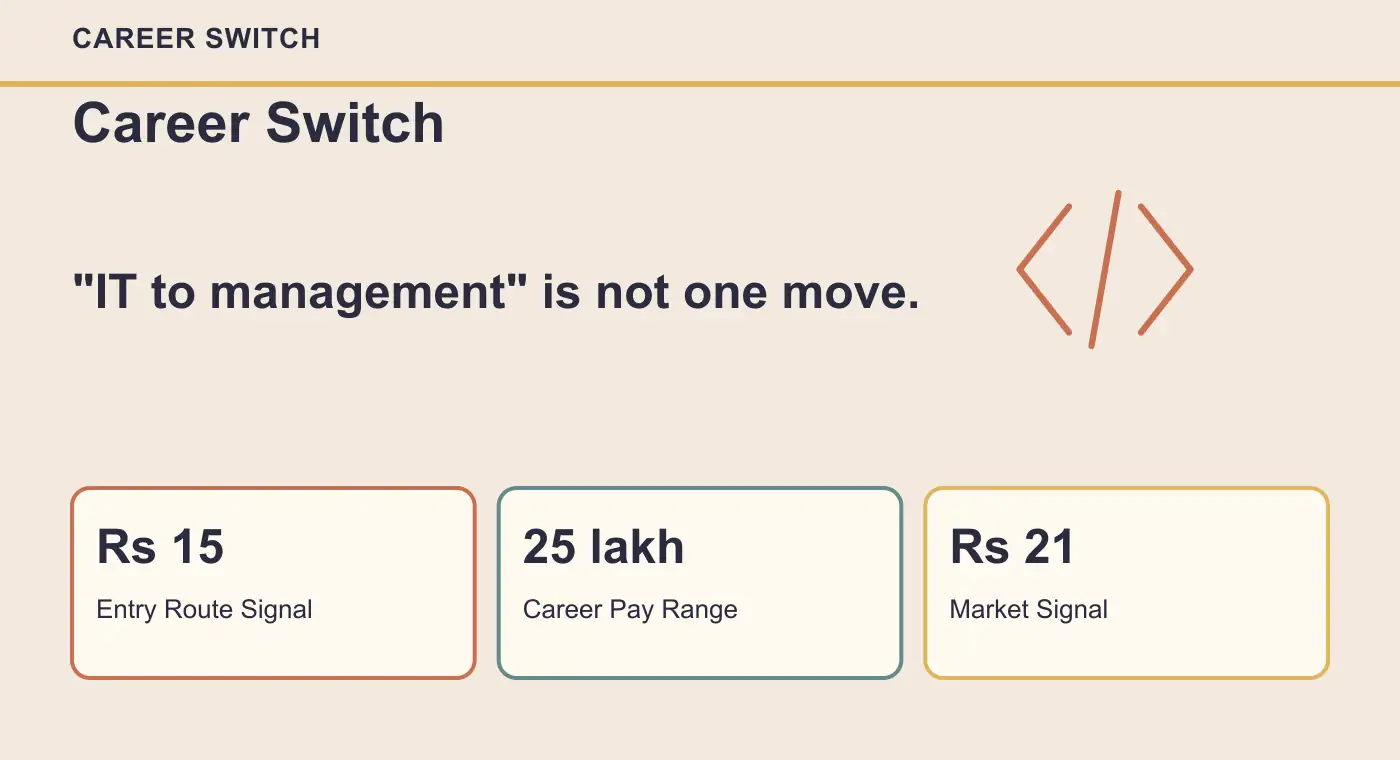 CAREER SWITCH
Career Switch
"IT to management" is not one move.
Rs 15
Entry Route Signal
25 lakh
Career Pay Range
Rs 21
Market Signal